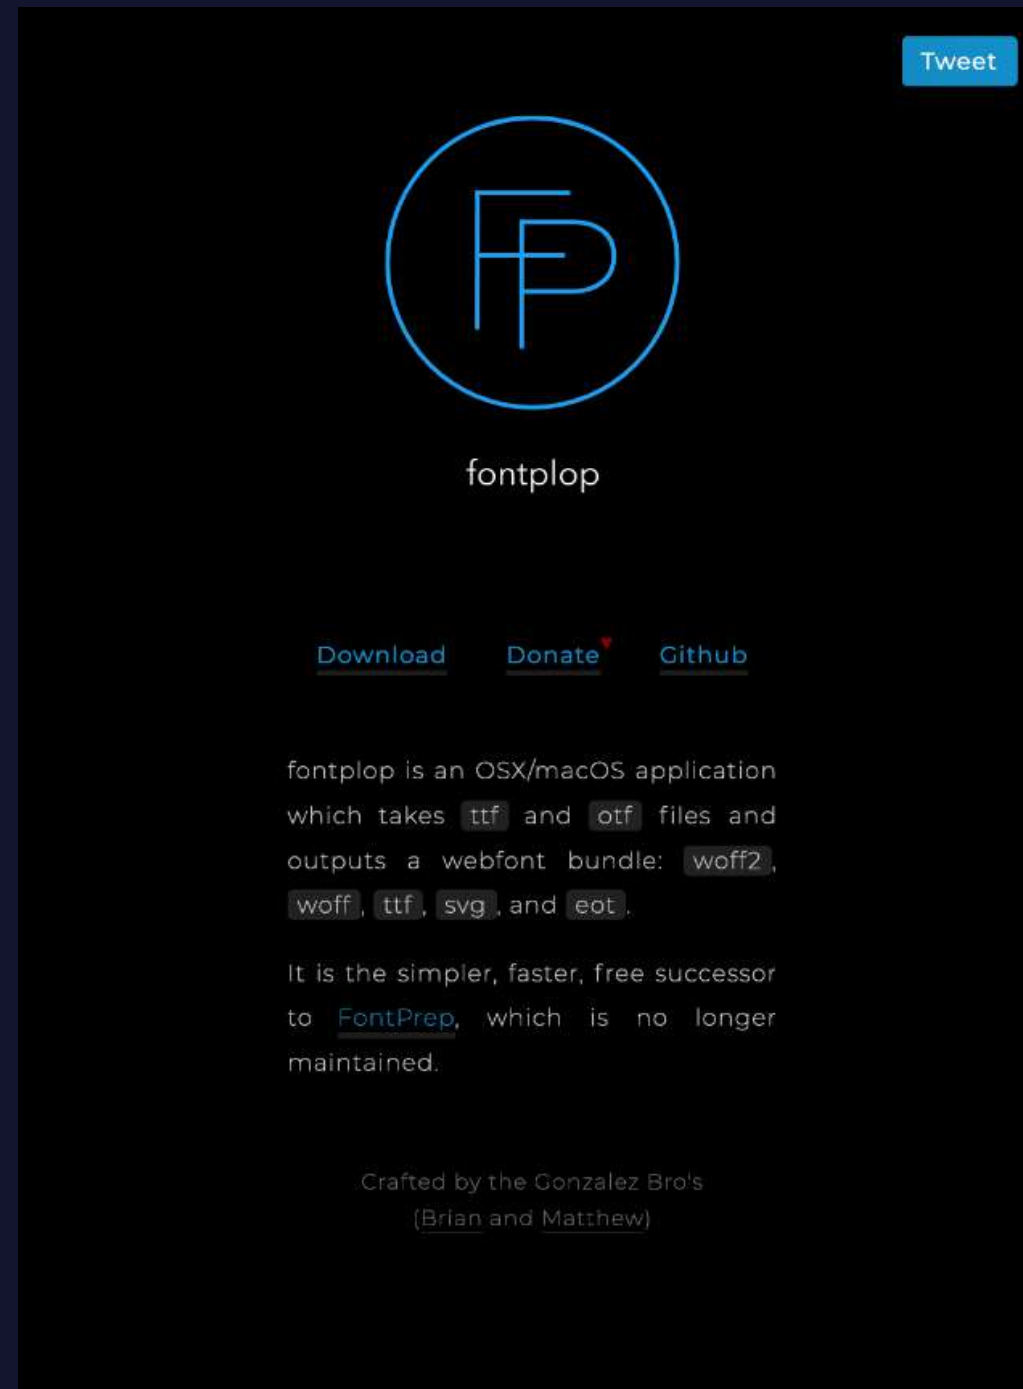 Tweet
FP
fontplop
Download Donate♥ Github
fontplop is an OSX/macOS application
which takes ttf and otf files and
outputs a webfont bundle: woff2,
woff, ttf, svg, and eot.
It is the simpler, faster, free successor
to FontPrep, which is no longer
maintained.
Crafted by the Gonzalez Bro's
(Brian and Matthew)